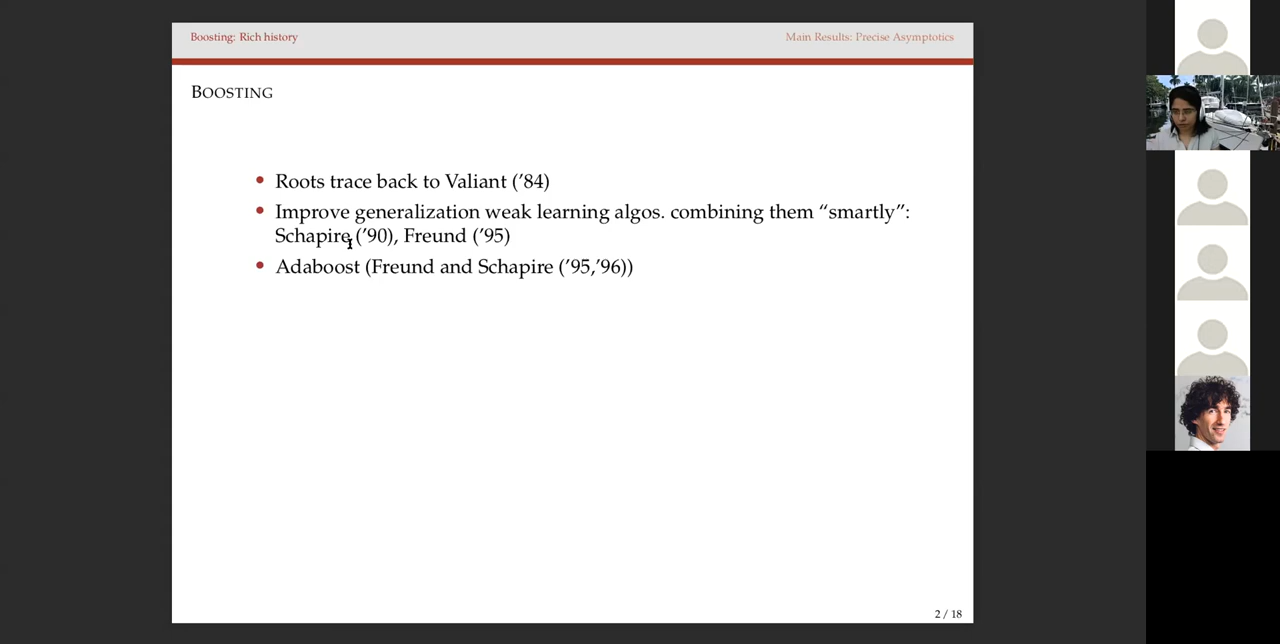 Boosting: Rich history
Main Results: Precise Asymptotics
BOOSTING
• Roots trace back to Valiant (’84)
• Improve generalization weak learning algos. combining them “smartly”:
Schapire (’90), Freund (’95)
• Adaboost (Freund and Schapire (’95,’96))
2 / 18